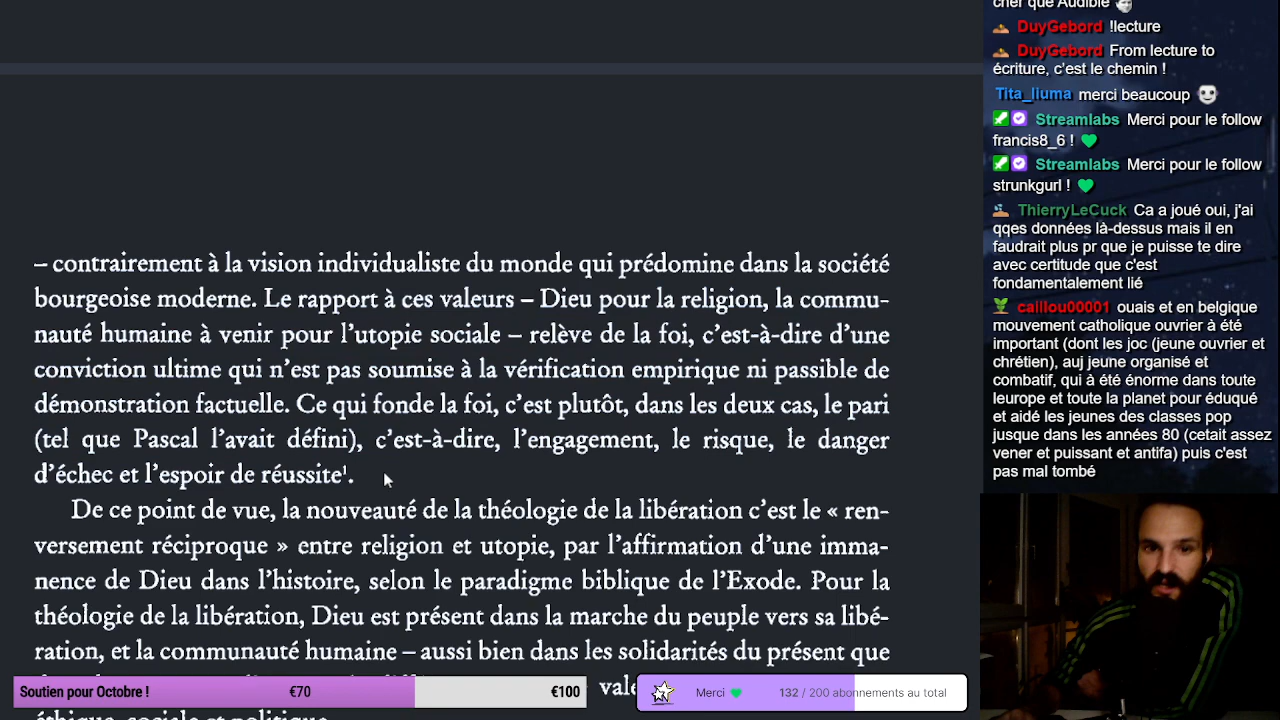 – contrairement à la vision individualiste du monde qui prédomine dans la société
bourgeoise moderne. Le rapport à ces valeurs – Dieu pour la religion, la commu-
nauté humaine à venir pour l'utopie sociale – relève de la foi, c'est-à-dire d'une
conviction ultime qui n'est pas soumise à la vérification empirique ni passible de
démonstration factuelle. Ce qui fonde la foi, c'est plutôt, dans les deux cas, le pari
(tel que Pascal l'avait défini), c'est-à-dire, l'engagement, le risque, le danger
d'échec et l'espoir de réussite¹.
De ce point de vue, la nouveauté de la théologie de la libération c'est le « ren-
versement réciproque » entre religion et utopie, par l'affirmation d'une imma-
nence de Dieu dans l'histoire, selon le paradigme biblique de l'Exode. Pour la
théologie de la libération, Dieu est présent dans la marche du peuple vers sa libé-
ration, et la communauté humaine – aussi bien dans les solidarités du présent que
éthique, sociale et politique.
Soutien pour Octobre ! €70 €100
Merci 132 / 200 abonnements au total
cher que Audible
DuyGebord !lecture
DuyGebord From lecture to
écriture, c'est le chemin !
Tita_liuma merci beaucoup
Streamlabs Merci pour le follow
francis8_6 !
Streamlabs Merci pour le follow
strunkgurl !
ThierryLeCuck Ca a joué oui, j'ai
qqes données là-dessus mais il en
faudrait plus pr que je puisse te dire
avec certitude que c'est
fondamentalement lié
caillou00001 ouais et en belgique
mouvement catholique ouvrier à été
important (dont les joc (jeune ouvrier et
chrétien), auj jeune organisé et
combatif, qui à été énorme dans toute
leurope et toute la planet pour éduqué
et aidé les jeunes des classes pop
jusque dans les années 80 (cetait assez
vener et puissant et antifa) puis c'est
pas mal tombé